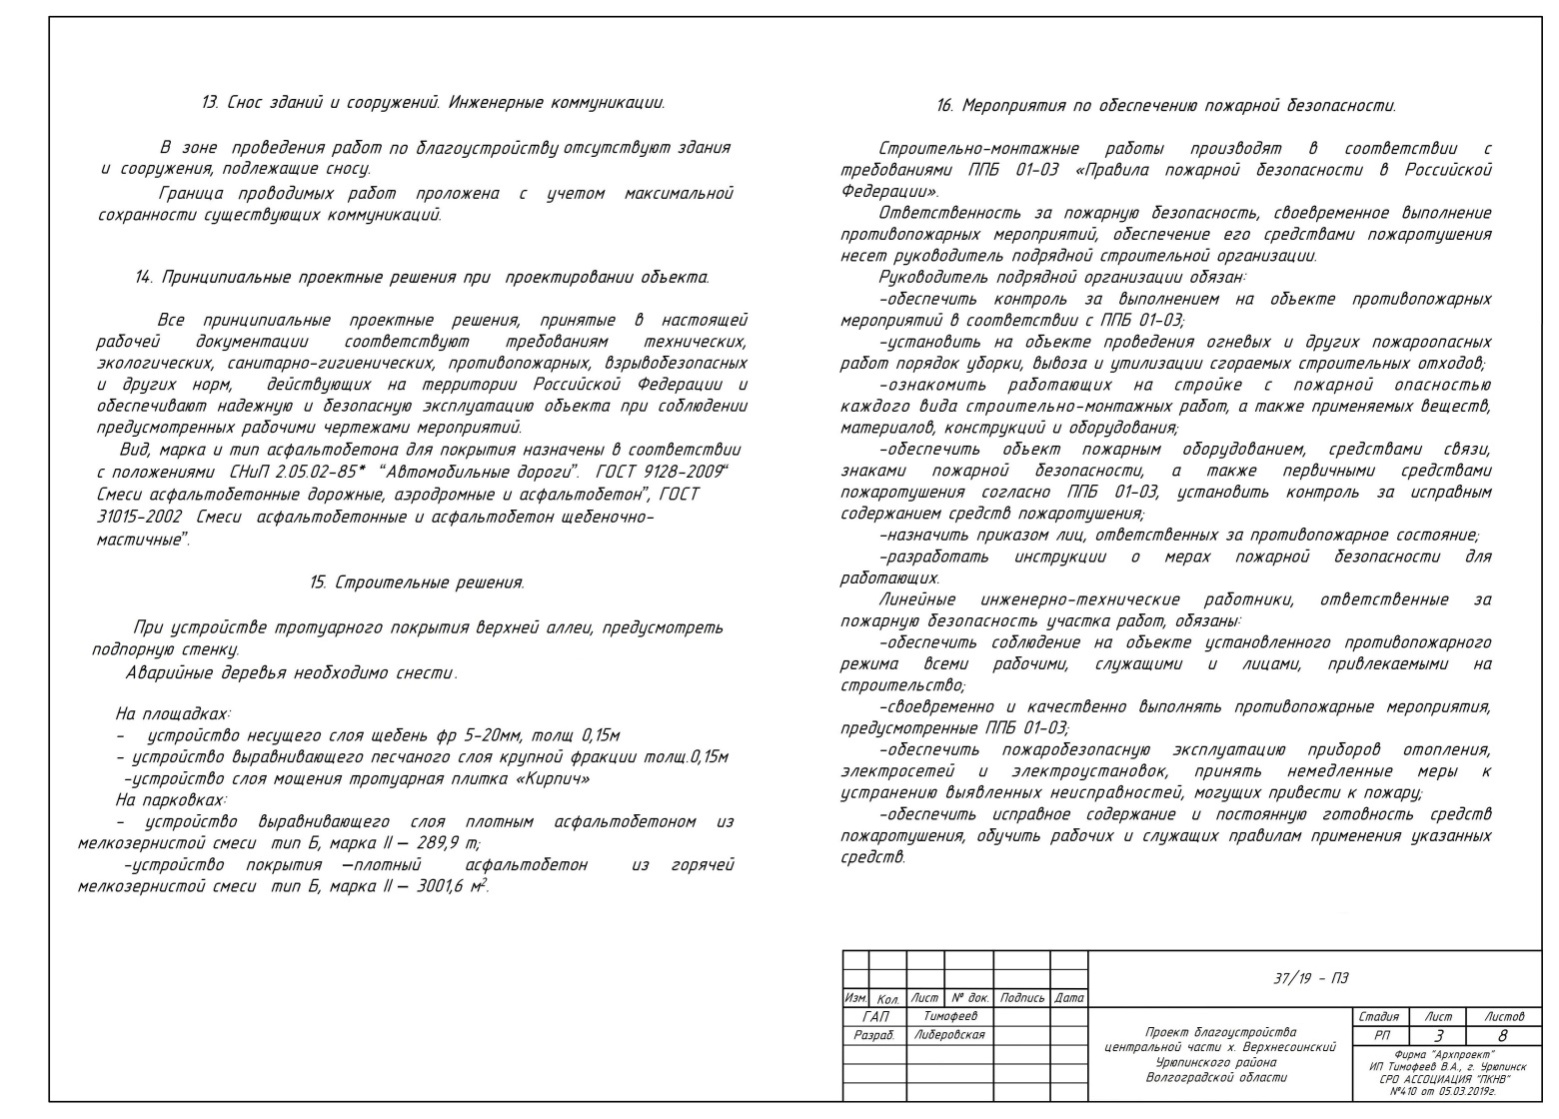 13. Снос зданий и сооружений. Инженерные коммуникации.
В зоне проведения работ по благоустройству отсутствуют здания
и сооружения, подлежащие сносу.
Граница проводимых работ проложена с учетом максимальной
сохранности существующих коммуникаций.
14. Принципиальные проектные решения при проектировании объекта.
Все принципиальные проектные решения, принятые в настоящей
рабочей документации соответствуют требованиям технических,
экологических, санитарно-гигиенических, противопожарных, взрывобезопасных
и других норм, действующих на территории Российской Федерации и
обеспечивают надежную и безопасную эксплуатацию объекта при соблюдении
предусмотренных рабочими чертежами мероприятий.
Вид, марка и тип асфальтобетона для покрытия назначены в соответствии
с положениями СНиП 2.05.02-85* “Автомобильные дороги”. ГОСТ 9128-2009“
Смеси асфальтобетонные дорожные, аэродромные и асфальтобетон”, ГОСТ
31015-2002 Смеси асфальтобетонные и асфальтобетон щебеночно-
мастичные”.
15. Строительные решения.
При устройстве тротуарного покрытия верхней аллеи, предусмотреть
подпорную стенку.
Аварийные деревья необходимо снести.
На площадках:
- устройство несущего слоя щебень фр 5-20мм, толщ 0,15м
- устройство выравнивающего песчаного слоя крупной фракции толщ.0,15м
-устройство слоя мощения тротуарная плитка «Кирпич»
На парковках:
- устройство выравнивающего слоя плотным асфальтобетоном из
мелкозернистой смеси тип Б, марка II – 289,9 т;
-устройство покрытия –плотный асфальтобетон из горячей
мелкозернистой смеси тип Б, марка II – 3001,6 м².
16. Мероприятия по обеспечению пожарной безопасности.
Строительно-монтажные работы производят в соответствии с
требованиями ППБ 01-03 «Правила пожарной безопасности в Российской
Федерации».
Ответственность за пожарную безопасность, своевременное выполнение
противопожарных мероприятий, обеспечение его средствами пожаротушения
несет руководитель подрядной строительной организации.
Руководитель подрядной организации обязан:
-обеспечить контроль за выполнением на объекте противопожарных
мероприятий в соответствии с ППБ 01-03;
-установить на объекте проведения огневых и других пожароопасных
работ порядок уборки, вывоза и утилизации сгораемых строительных отходов;
-ознакомить работающих на стройке с пожарной опасностью
каждого вида строительно-монтажных работ, а также применяемых веществ,
материалов, конструкций и оборудования;
-обеспечить объект пожарным оборудованием, средствами связи,
знаками пожарной безопасности, а также первичными средствами
пожаротушения согласно ППБ 01-03, установить контроль за исправным
содержанием средств пожаротушения;
-назначить приказом лиц, ответственных за противопожарное состояние;
-разработать инструкции о мерах пожарной безопасности для
работающих.
Линейные инженерно-технические работники, ответственные за
пожарную безопасность участка работ, обязаны:
-обеспечить соблюдение на объекте установленного противопожарного
режима всеми рабочими, служащими и лицами, привлекаемыми на
строительство;
-своевременно и качественно выполнять противопожарные мероприятия,
предусмотренные ППБ 01-03;
-обеспечить пожаробезопасную эксплуатацию приборов отопления,
электросетей и электроустановок, принять немедленные меры к
устранению выявленных неисправностей, могущих привести к пожару;
-обеспечить исправное содержание и постоянную готовность средств
пожаротушения, обучить рабочих и служащих правилам применения указанных
средств.
37/19 - ПЗ
Изм. Кол. Лист № док. Подпись Дата
ГАП Тимофеев
Разраб. Либеровская
Проект благоустройства
центральной части х. Верхнесоинский
Урюпинского района
Волгоградской области
Стадия Лист Листов
РП 3 8
Фирма "Архпроект"
ИП Тимофеев В.А., г. Урюпинск
СРО АССОЦИАЦИЯ "ПКНВ"
№410 от 05.03.2019г.